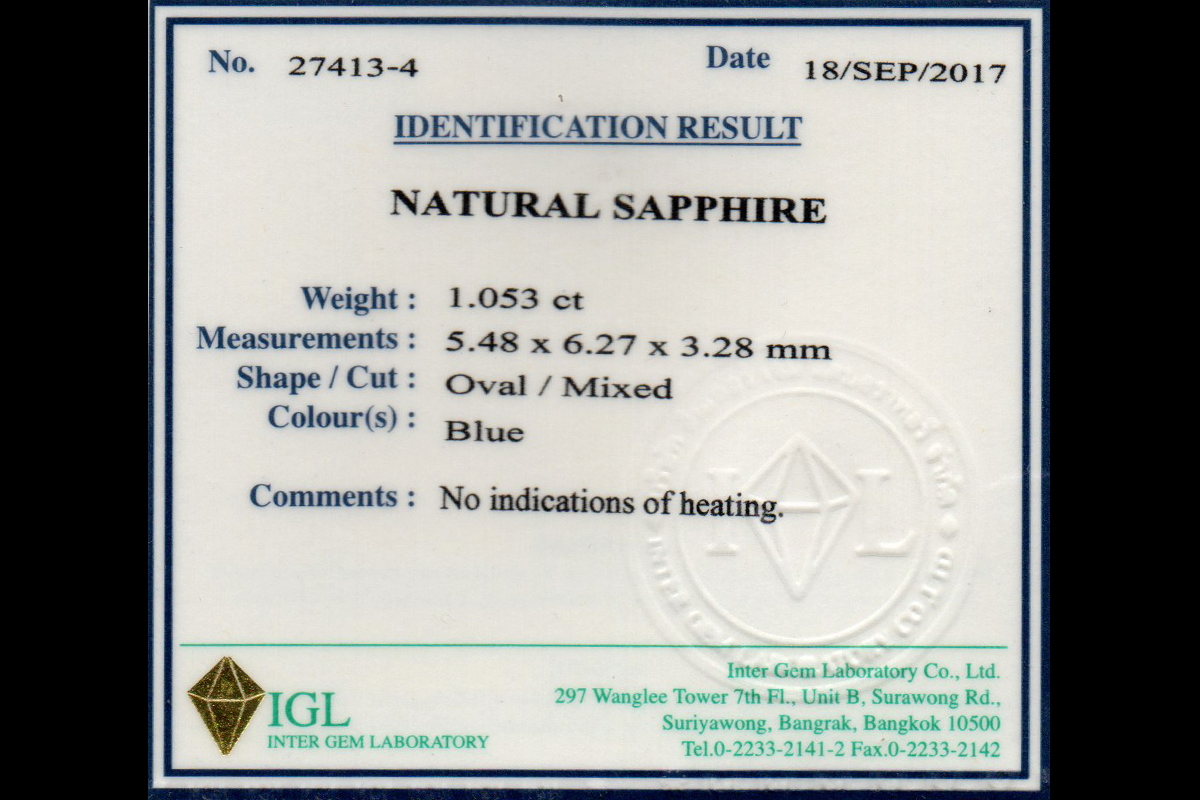 No. 27413-4
Date 18/SEP/2017
IDENTIFICATION RESULT
NATURAL SAPPHIRE
Weight : 1.053 ct
Measurements : 5.48 x 6.27 x 3.28 mm
Shape / Cut : Oval / Mixed
Colour(s) : Blue
Comments : No indications of heating.
I L
IGL
INTER GEM LABORATORY
Inter Gem Laboratory Co., Ltd.
297 Wanglee Tower 7th Fl., Unit B, Surawong Rd.,
Suriyawong, Bangrak, Bangkok 10500
Tel.0-2233-2141-2 Fax.0-2233-2142